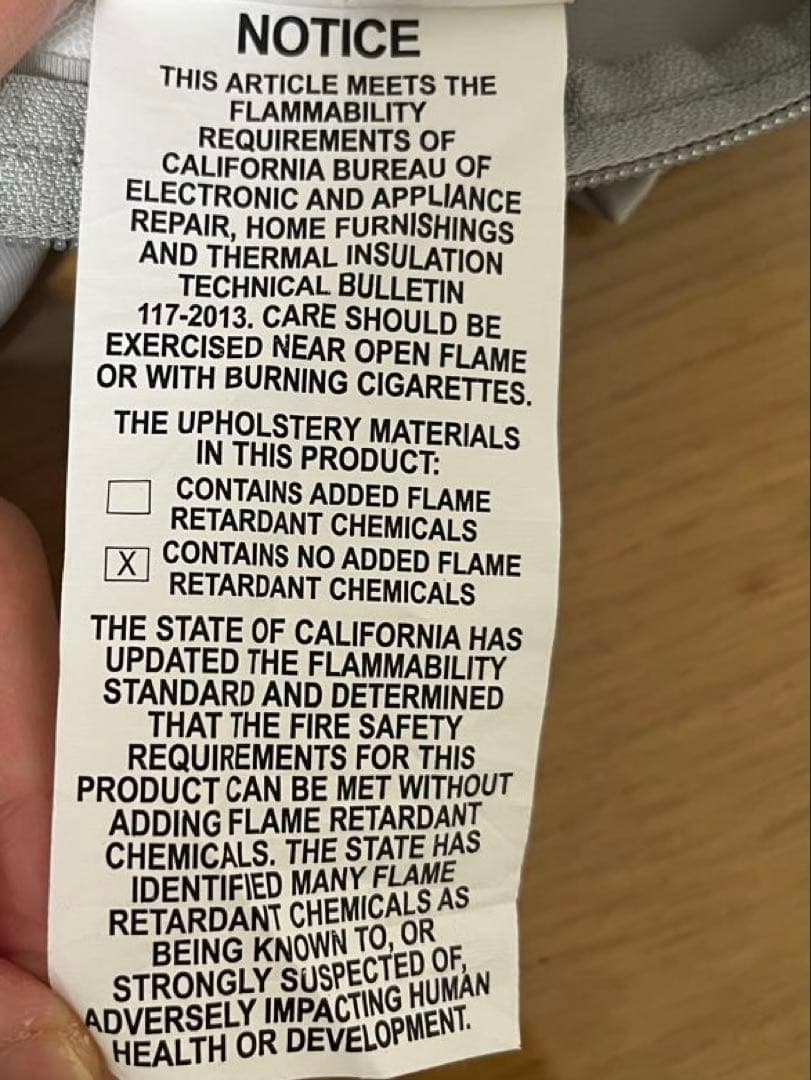 NOTICE
THIS ARTICLE MEETS THE
FLAMMABILITY
REQUIREMENTS OF
CALIFORNIA BUREAU OF
ELECTRONIC AND APPLIANCE
REPAIR, HOME FURNISHINGS
AND THERMAL INSULATION
TECHNICAL BULLETIN
117-2013. CARE SHOULD BE
EXERCISED NEAR OPEN FLAME
OR WITH BURNING CIGARETTES.
THE UPHOLSTERY MATERIALS
IN THIS PRODUCT:
CONTAINS ADDED FLAME
RETARDANT CHEMICALS
X CONTAINS NO ADDED FLAME
RETARDANT CHEMICALS
THE STATE OF CALIFORNIA HAS
UPDATED THE FLAMMABILITY
STANDARD AND DETERMINED
THAT THE FIRE SAFETY
REQUIREMENTS FOR THIS
PRODUCT CAN BE MET WITHOUT
ADDING FLAME RETARDANT
CHEMICALS. THE STATE HAS
IDENTIFIED MANY FLAME
RETARDANT CHEMICALS AS
BEING KNOWN TO, OR
STRONGLY SUSPECTED OF,
ADVERSELY IMPACTING HUMAN
HEALTH OR DEVELOPMENT.